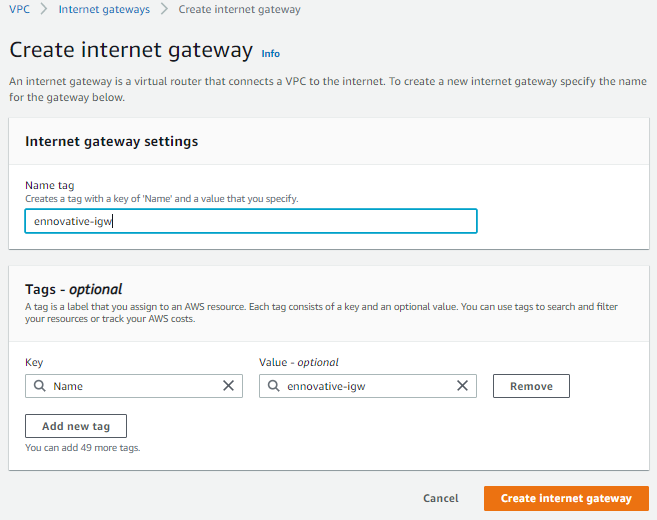 VPC > Internet gateways > Create internet gateway
Create internet gateway Info
An internet gateway is a virtual router that connects a VPC to the internet. To create a new internet gateway specify the name
for the gateway below.
Internet gateway settings
Name tag
Creates a tag with a key of 'Name' and a value that you specify.
ennovative-igw
Tags - optional
A tag is a label that you assign to an AWS resource. Each tag consists of a key and an optional value. You can use tags to search and filter
your resources or track your AWS costs.
Key Value - optional
Name ennovative-igw Remove
Add new tag
You can add 49 more tags.
Cancel Create internet gateway